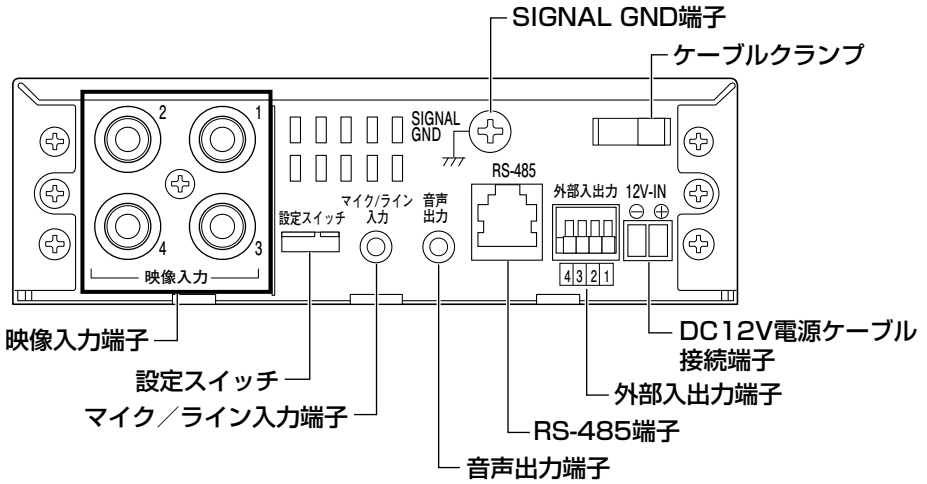 SIGNAL GND端子
ケーブルクランプ
2
1
SIGNAL
GND
RS-485
外部入出力
12V-IN
⊖ ⊕
設定スイッチ
マイク/ライン
入力
音声
出力
4
3
映像入力
4 3 2 1
映像入力端子
DC12V電源ケーブル
接続端子
設定スイッチ
外部入出力端子
マイク／ライン入力端子
RS-485端子
音声出力端子